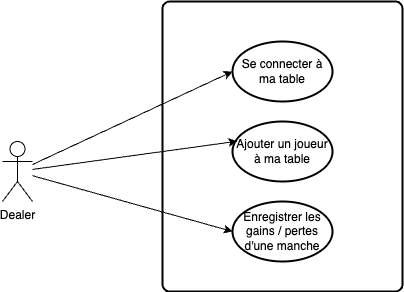 Se connecter à
ma table
Ajouter un joueur
à ma table
Dealer
Enregistrer les
gains / pertes
d'une manche